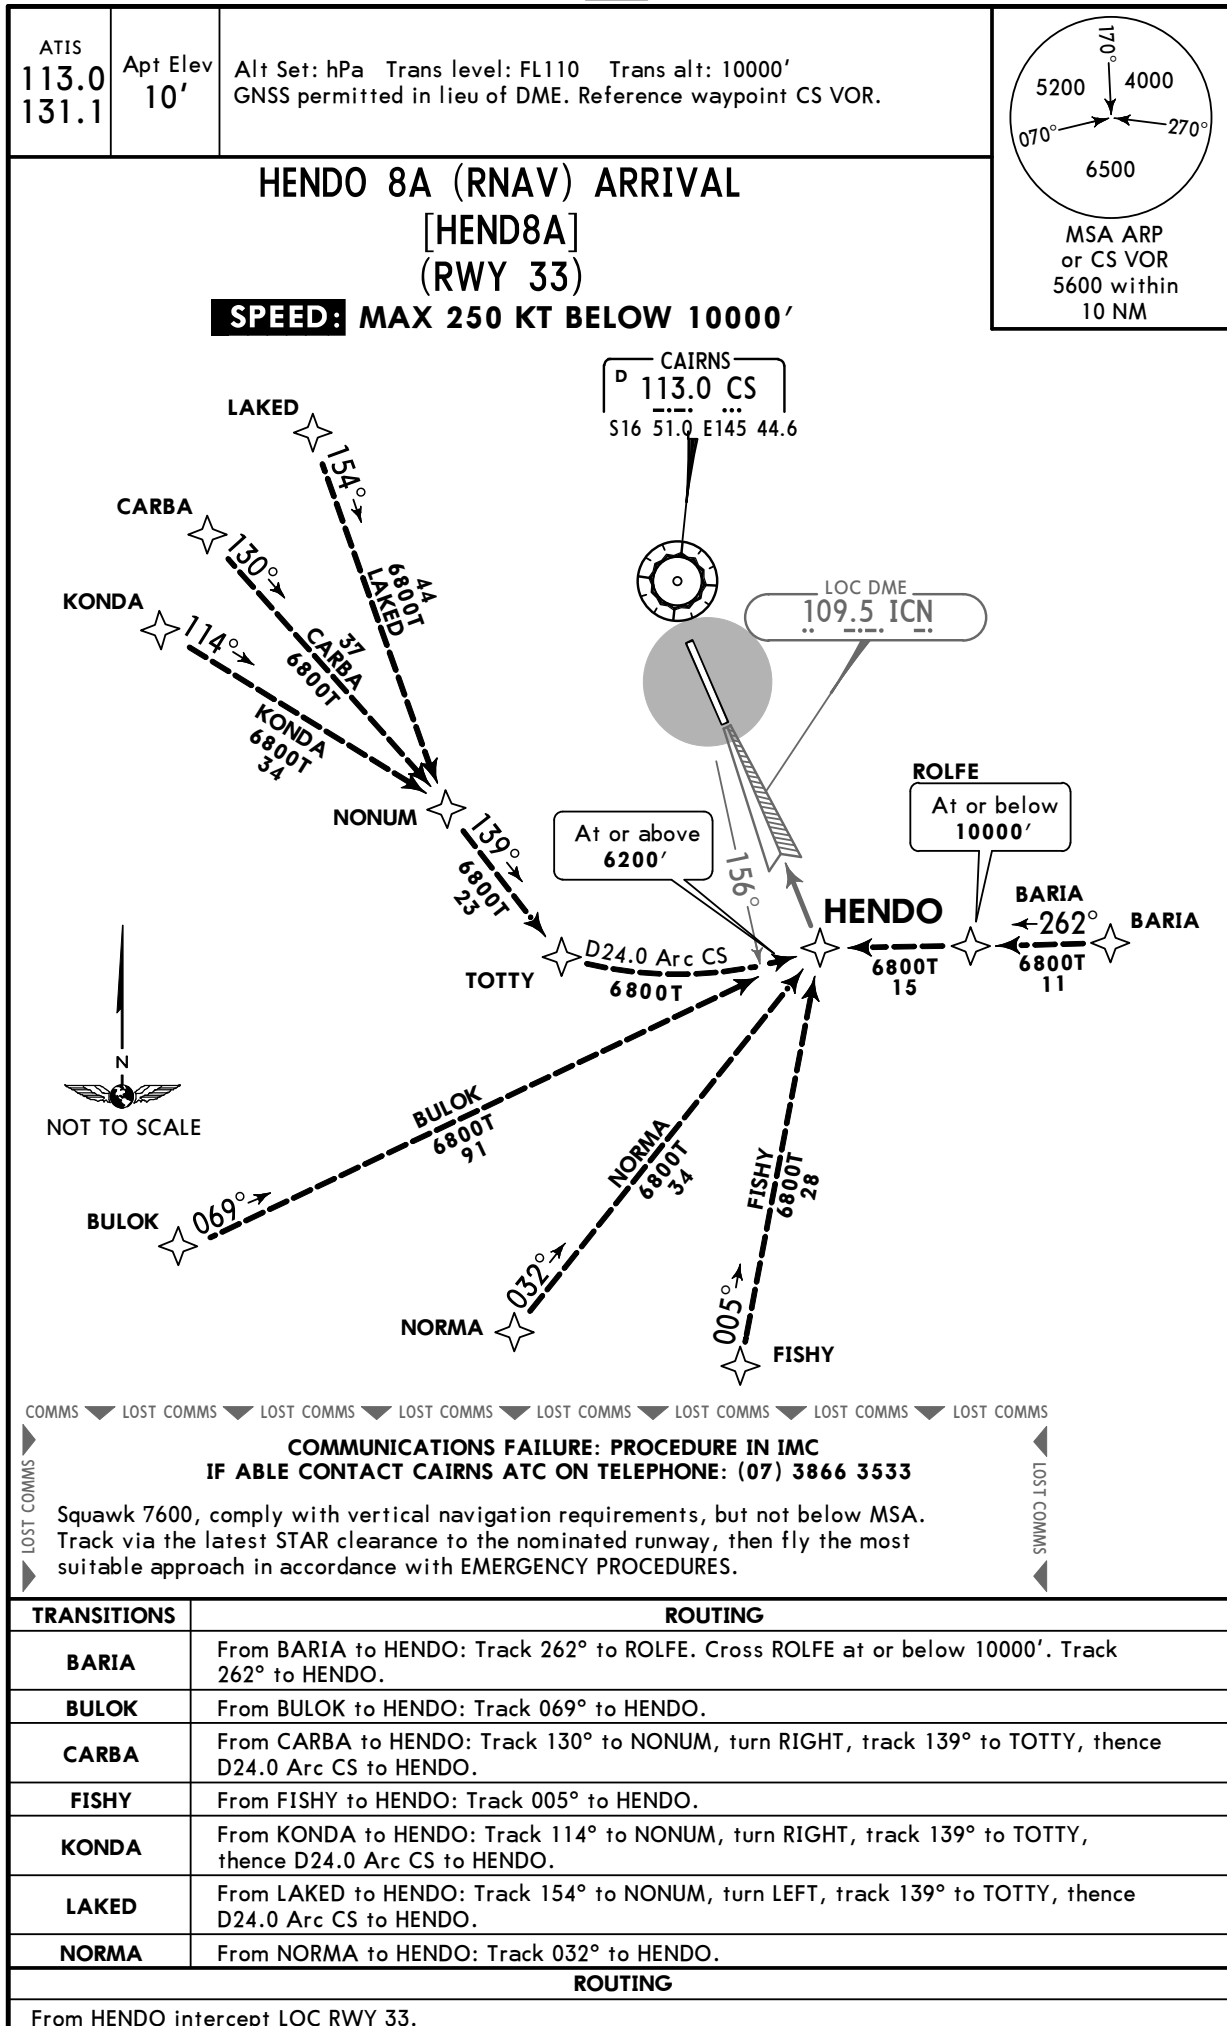 ATIS
113.0
131.1
Apt Elev
10'
Alt Set: hPa Trans level: FL110 Trans alt: 10000'
GNSS permitted in lieu of DME. Reference waypoint CS VOR.
170°
5200
4000
070°
270°
6500
MSA ARP
or CS VOR
5600 within
10 NM
HENDO 8A (RNAV) ARRIVAL
[HEND8A]
(RWY 33)
SPEED: MAX 250 KT BELOW 10000'
CAIRNS
D 113.0 CS
S16 51.0 E145 44.6
LAKED
154°
44
6800T
LAKED
CARBA
130°
37
CARBA
6800T
KONDA
114°
KONDA
6800T
34
LOC DME
109.5 ICN
NONUM
139°
6800T
23
At or above
6200'
156°
ROLFE
At or below
10000'
HENDO
BARIA
262°
BARIA
6800T
15
6800T
11
TOTTY
D24.0 Arc CS
6800T
N
NOT TO SCALE
BULOK
6800T
91
NORMA
6800T
34
FISHY
6800T
28
BULOK
069°
032°
NORMA
005°
FISHY
COMMS LOST COMMS LOST COMMS LOST COMMS LOST COMMS LOST COMMS LOST COMMS LOST COMMS
LOST COMMS
LOST COMMS
COMMUNICATIONS FAILURE: PROCEDURE IN IMC
IF ABLE CONTACT CAIRNS ATC ON TELEPHONE: (07) 3866 3533
Squawk 7600, comply with vertical navigation requirements, but not below MSA.
Track via the latest STAR clearance to the nominated runway, then fly the most
suitable approach in accordance with EMERGENCY PROCEDURES.
TRANSITIONS ROUTING
BARIA
From BARIA to HENDO: Track 262° to ROLFE. Cross ROLFE at or below 10000'. Track
262° to HENDO.
BULOK
From BULOK to HENDO: Track 069° to HENDO.
CARBA
From CARBA to HENDO: Track 130° to NONUM, turn RIGHT, track 139° to TOTTY, thence
D24.0 Arc CS to HENDO.
FISHY
From FISHY to HENDO: Track 005° to HENDO.
KONDA
From KONDA to HENDO: Track 114° to NONUM, turn RIGHT, track 139° to TOTTY,
thence D24.0 Arc CS to HENDO.
LAKED
From LAKED to HENDO: Track 154° to NONUM, turn LEFT, track 139° to TOTTY, thence
D24.0 Arc CS to HENDO.
NORMA
From NORMA to HENDO: Track 032° to HENDO.
ROUTING
From HENDO intercept LOC RWY 33.